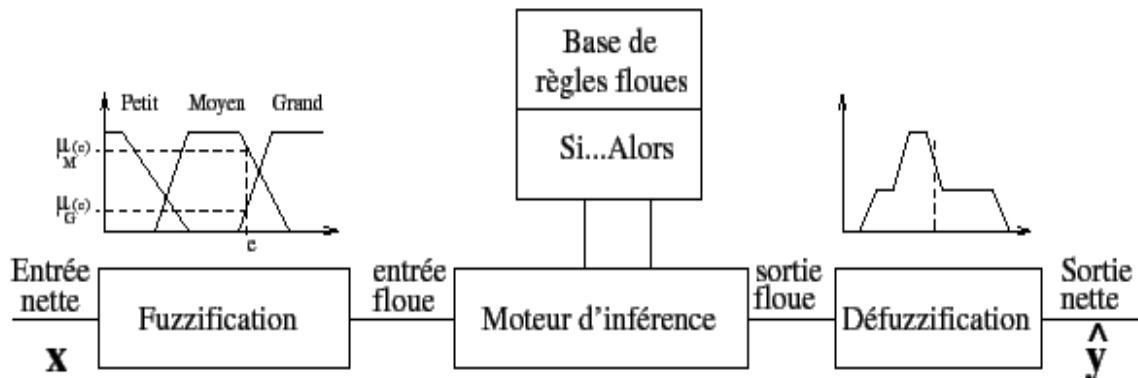 Base de
règles floues
Si...Alors
Petit Moyen Grand
μM(e)
μG(e)
e
Entrée
nette
x
Fuzzification
entrée
floue
Moteur d'inférence
sortie
floue
Défuzzification
Sortie
nette
ŷ